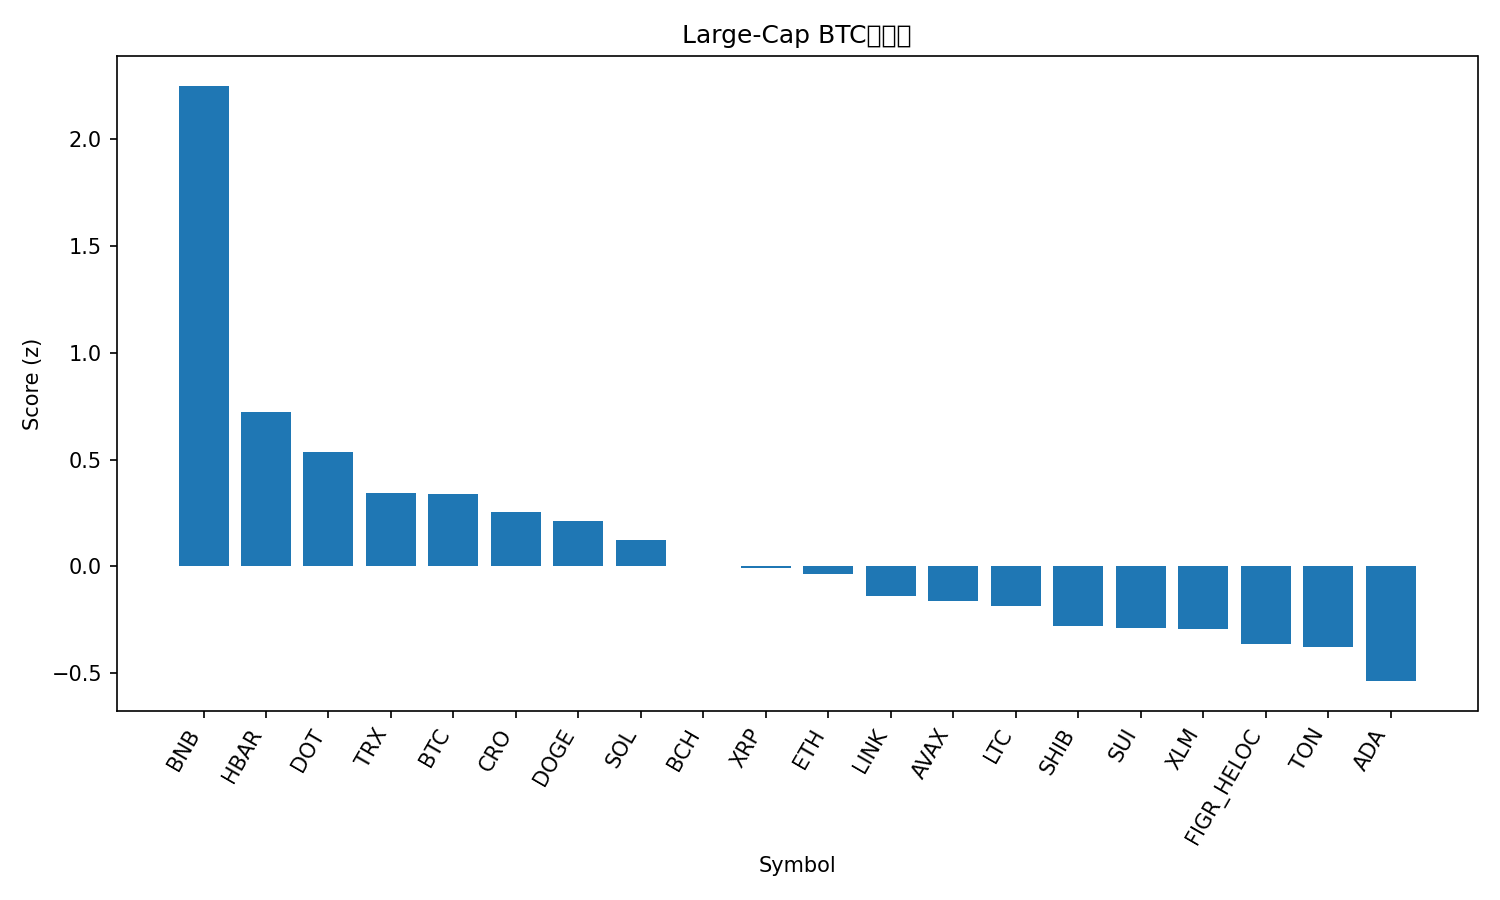 Large-Cap BTC
Score (z)
2.0
1.5
1.0
0.5
0.0
−0.5
BNB
HBAR
DOT
TRX
BTC
CRO
DOGE
SOL
BCH
XRP
ETH
LINK
AVAX
LTC
SHIB
SUI
XLM
FIGR_HELOC
TON
ADA
Symbol